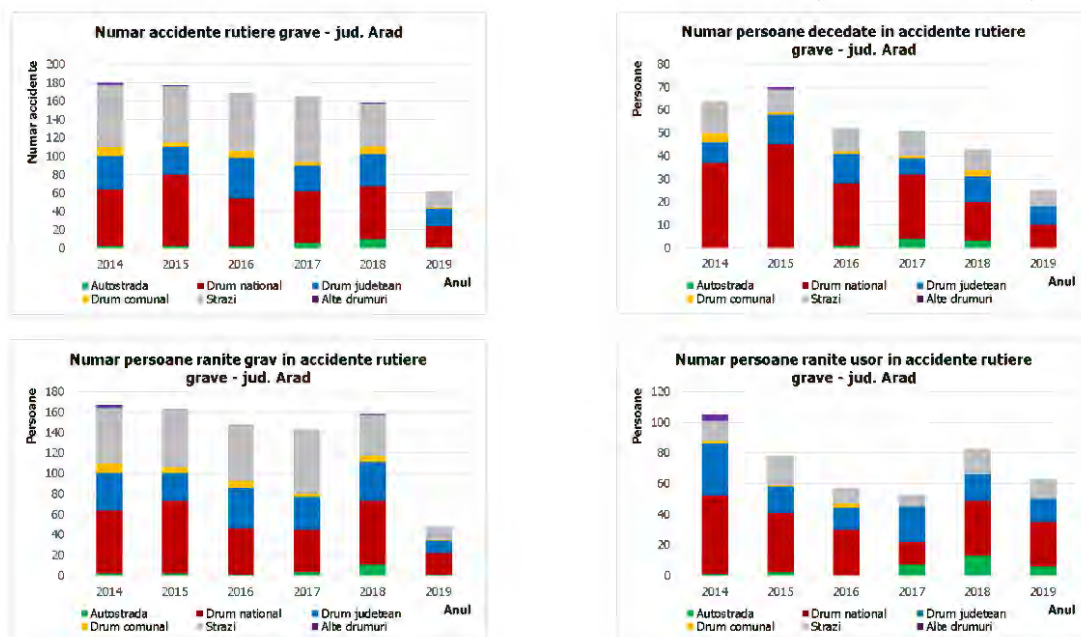 Numar accidente rutiere grave - jud. Arad
Numar accidente
200
180
160
140
120
100
80
60
40
20
0
2014 2015 2016 2017 2018 2019
Anul
Autostrada Drum national Drum judetean
Drum comunal Strazi Alte drumuri
Numar persoane decedate in accidente rutiere
grave - jud. Arad
Persoane
80
70
60
50
40
30
20
10
0
2014 2015 2016 2017 2018 2019
Anul
Autostrada Drum national Drum judetean
Drum comunal Strazi Alte drumuri
Numar persoane ranite grav in accidente rutiere
grave - jud. Arad
Persoane
180
160
140
120
100
80
60
40
20
0
2014 2015 2016 2017 2018 2019
Anul
Autostrada Drum national Drum judetean
Drum comunal Strazi Alte drumuri
Numar persoane ranite usor in accidente rutiere
grave - jud. Arad
Persoane
120
100
80
60
40
20
0
2014 2015 2016 2017 2018 2019
Anul
Autostrada Drum national Drum judetean
Drum comunal Strazi Alte drumuri